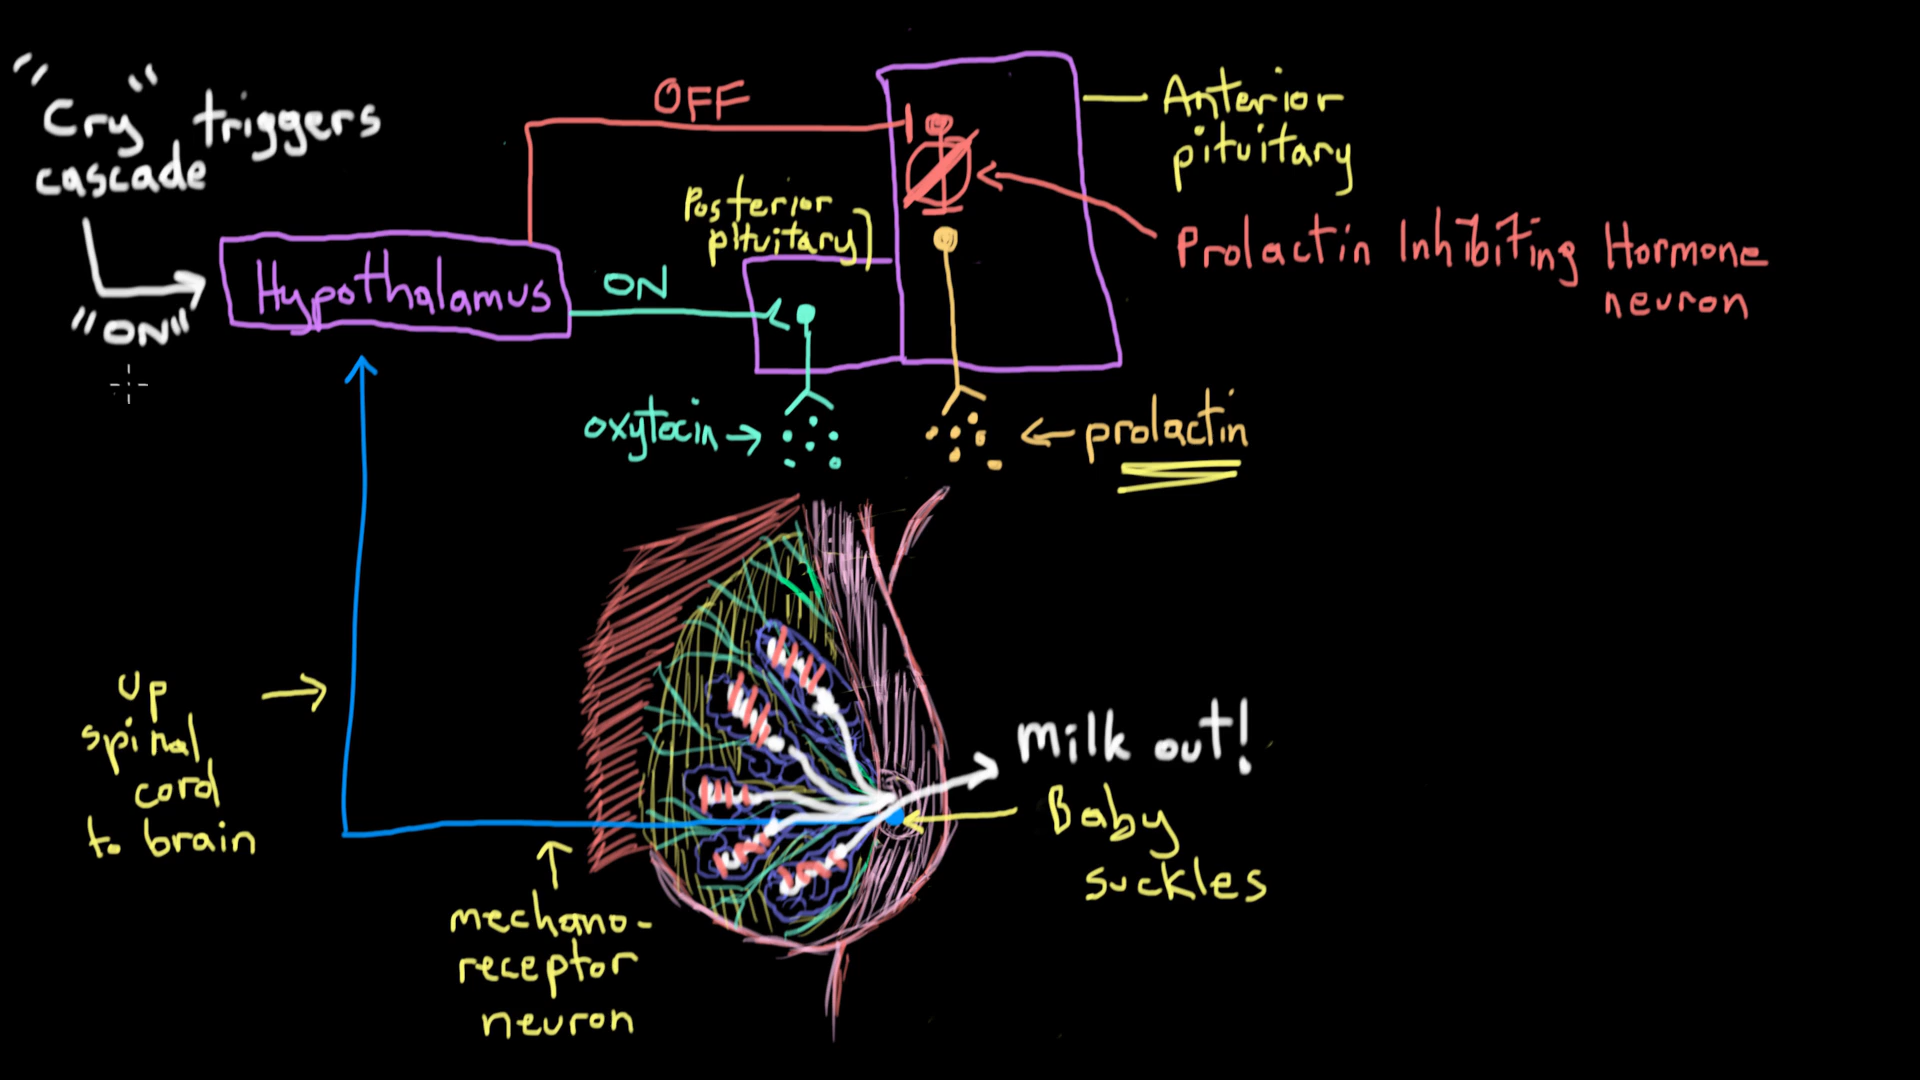 "Cry" triggers
cascade
"ON"
Hypothalamus
OFF
ON
Posterior
pituitary
Anterior
pituitary
Prolactin Inhibiting Hormone
neuron
oxytocin
prolactin
up
spinal
cord
to brain
mechano-
receptor
neuron
milk out!
Baby
suckles